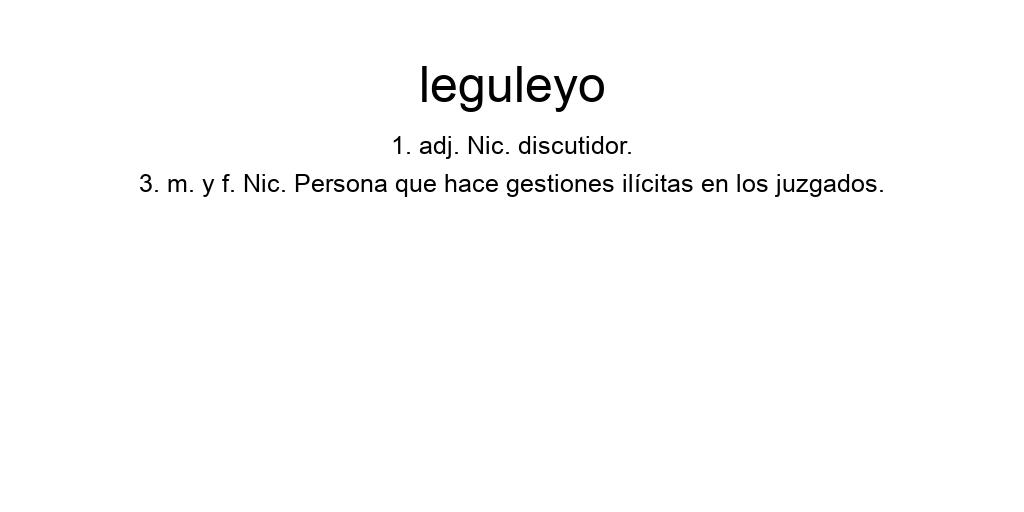 leguleyo
1. adj. Nic. discutidor.
3. m. y f. Nic. Persona que hace gestiones ilícitas en los juzgados.